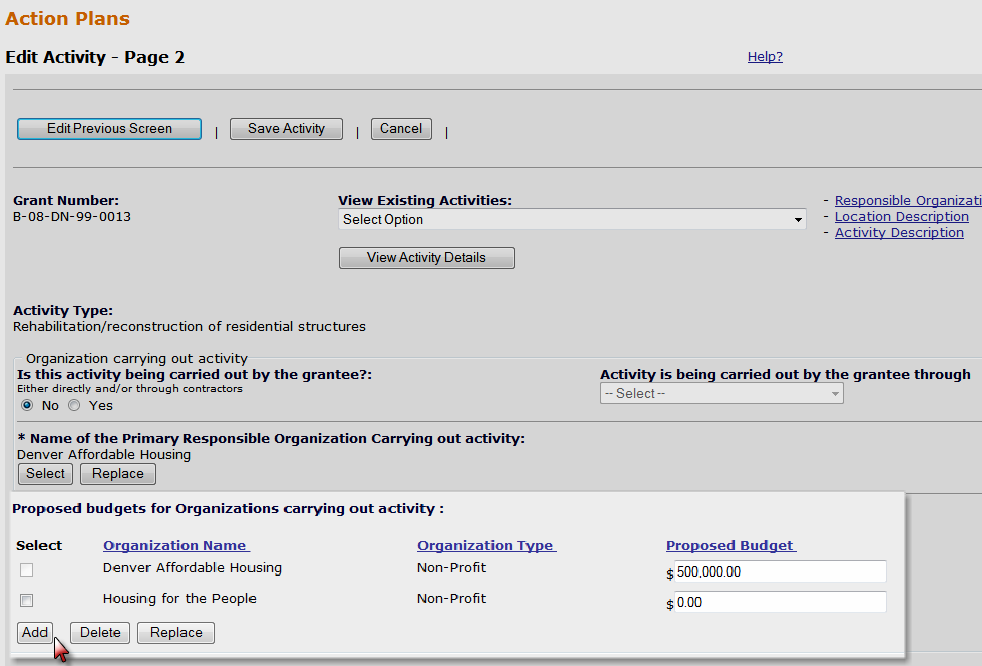 Action Plans
Edit Activity - Page 2
Help?
Edit Previous Screen | Save Activity | Cancel |
Grant Number:
B-08-DN-99-0013
View Existing Activities:
Select Option
View Activity Details
- Responsible Organizati
- Location Description
- Activity Description
Activity Type:
Rehabilitation/reconstruction of residential structures
Organization carrying out activity
Is this activity being carried out by the grantee?:
Either directly and/or through contractors
No Yes
Activity is being carried out by the grantee through
-- Select --
* Name of the Primary Responsible Organization Carrying out activity:
Denver Affordable Housing
Select Replace
Proposed budgets for Organizations carrying out activity :
Select Organization Name Organization Type Proposed Budget
Denver Affordable Housing Non-Profit $ 500,000.00
Housing for the People Non-Profit $ 0.00
Add Delete Replace